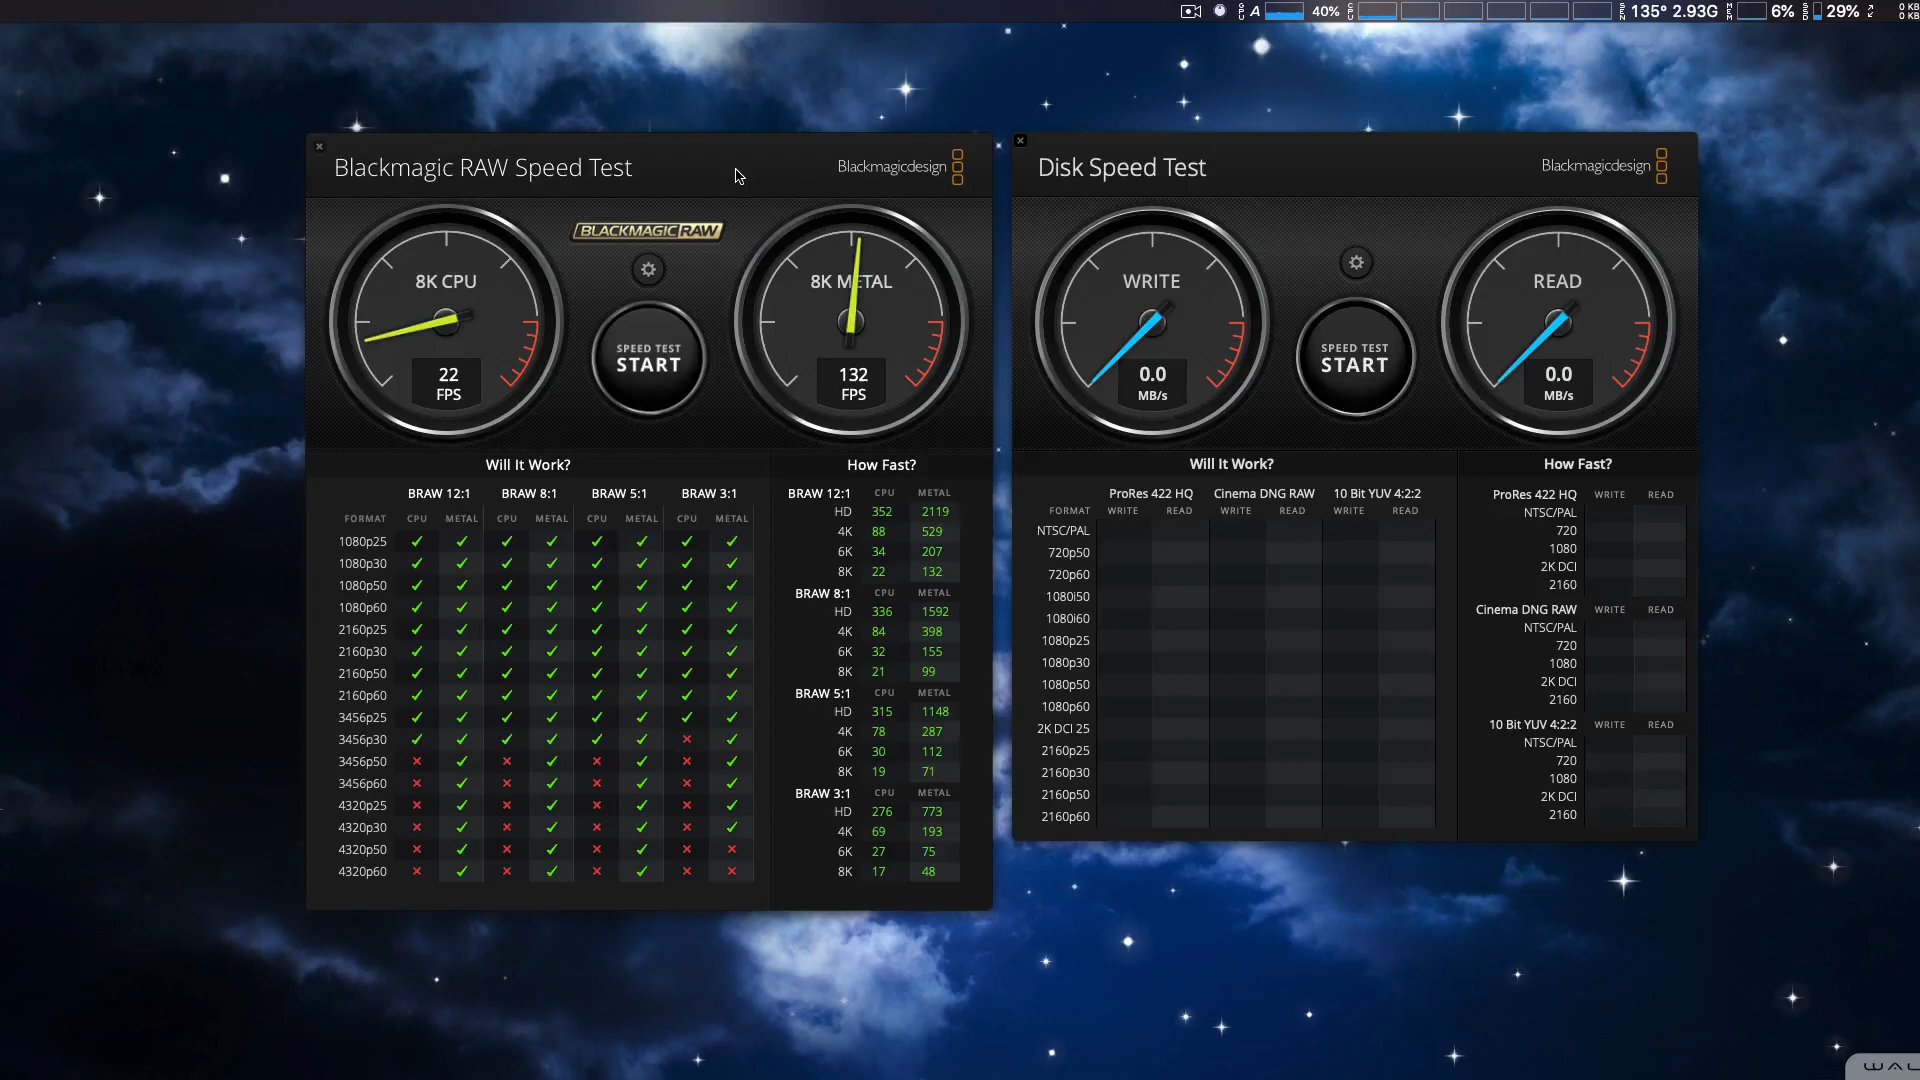 A 40% 135° 2.93G 6% 29% 0 KB
0 KB
Blackmagic RAW Speed Test
Blackmagicdesign
BLACKMAGIC RAW
8K CPU
22
FPS
SPEED TEST
START
8K METAL
132
FPS
Will It Work?
BRAW 12:1 BRAW 8:1 BRAW 5:1 BRAW 3:1
FORMAT CPU METAL CPU METAL CPU METAL CPU METAL
1080p25 ✓ ✓ ✓ ✓ ✓ ✓ ✓ ✓
1080p30 ✓ ✓ ✓ ✓ ✓ ✓ ✓ ✓
1080p50 ✓ ✓ ✓ ✓ ✓ ✓ ✓ ✓
1080p60 ✓ ✓ ✓ ✓ ✓ ✓ ✓ ✓
2160p25 ✓ ✓ ✓ ✓ ✓ ✓ ✓ ✓
2160p30 ✓ ✓ ✓ ✓ ✓ ✓ ✓ ✓
2160p50 ✓ ✓ ✓ ✓ ✓ ✓ ✓ ✓
2160p60 ✓ ✓ ✓ ✓ ✓ ✓ ✓ ✓
3456p25 ✓ ✓ ✓ ✓ ✓ ✓ ✓ ✓
3456p30 ✓ ✓ ✓ ✓ ✓ ✓ × ✓
3456p50 × ✓ × ✓ × ✓ × ✓
3456p60 × ✓ × ✓ × ✓ × ✓
4320p25 × ✓ × ✓ × ✓ × ✓
4320p30 × ✓ × ✓ × ✓ × ✓
4320p50 × ✓ × ✓ × ✓ × ×
4320p60 × ✓ × ✓ × ✓ × ×
How Fast?
BRAW 12:1 CPU METAL
HD 352 2119
4K 88 529
6K 34 207
8K 22 132
BRAW 8:1 CPU METAL
HD 336 1592
4K 84 398
6K 32 155
8K 21 99
BRAW 5:1 CPU METAL
HD 315 1148
4K 78 287
6K 30 112
8K 19 71
BRAW 3:1 CPU METAL
HD 276 773
4K 69 193
6K 27 75
8K 17 48
Disk Speed Test
Blackmagicdesign
WRITE
0.0
MB/s
SPEED TEST
START
READ
0.0
MB/s
Will It Work?
ProRes 422 HQ Cinema DNG RAW 10 Bit YUV 4:2:2
FORMAT WRITE READ WRITE READ WRITE READ
NTSC/PAL
720p50
720p60
1080i50
1080i60
1080p25
1080p30
1080p50
1080p60
2K DCI 25
2160p25
2160p30
2160p50
2160p60
How Fast?
ProRes 422 HQ WRITE READ
NTSC/PAL
720
1080
2K DCI
2160
Cinema DNG RAW WRITE READ
NTSC/PAL
720
1080
2K DCI
2160
10 Bit YUV 4:2:2 WRITE READ
NTSC/PAL
720
1080
2K DCI
2160